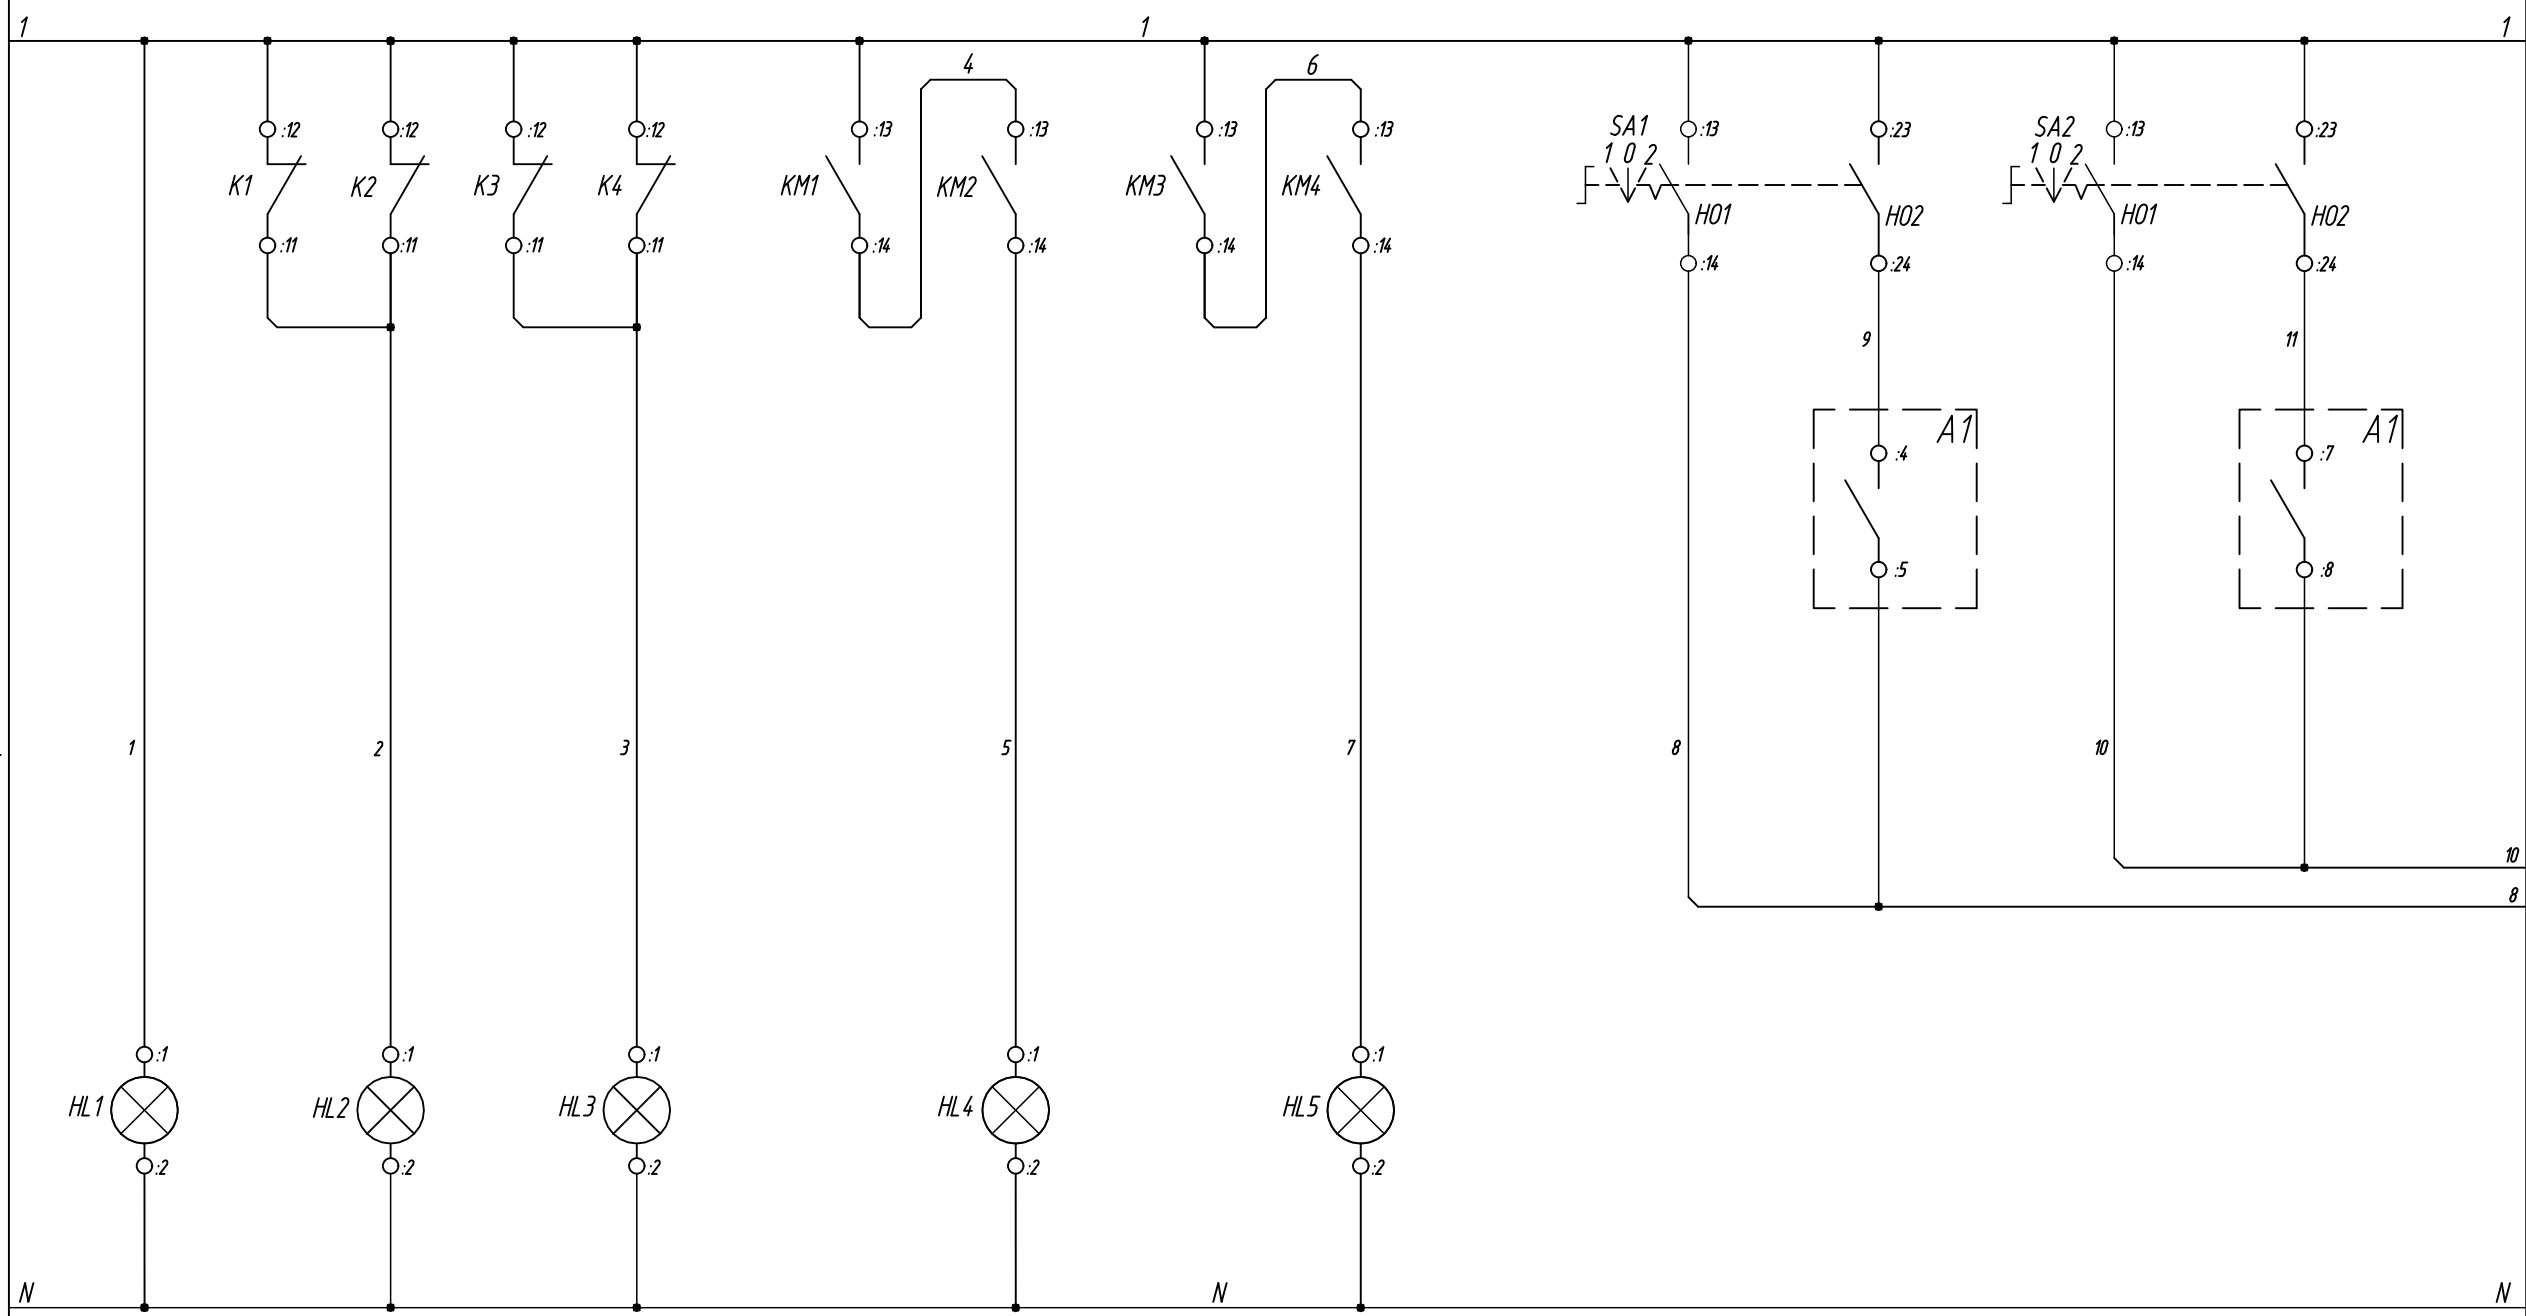 1 1 1
4 6
:12 :12 :12 :12 :13 :13 :13 :13 :13 :23 :13 :23
SA1 SA2
1 0 2 1 0 2
K1 K2 K3 K4 KM1 KM2 KM3 KM4
HO1 HO2 HO1 HO2
:11 :11 :11 :11 :14 :14 :14 :14
:14 :24 :14 :24
9 11
A1 A1
:4 :7
:5 :8
1 2 3 5 7 8 10
10
8
:1 :1 :1 :1 :1
HL1 HL2 HL3 HL4 HL5
:2 :2 :2 :2 :2
N N N